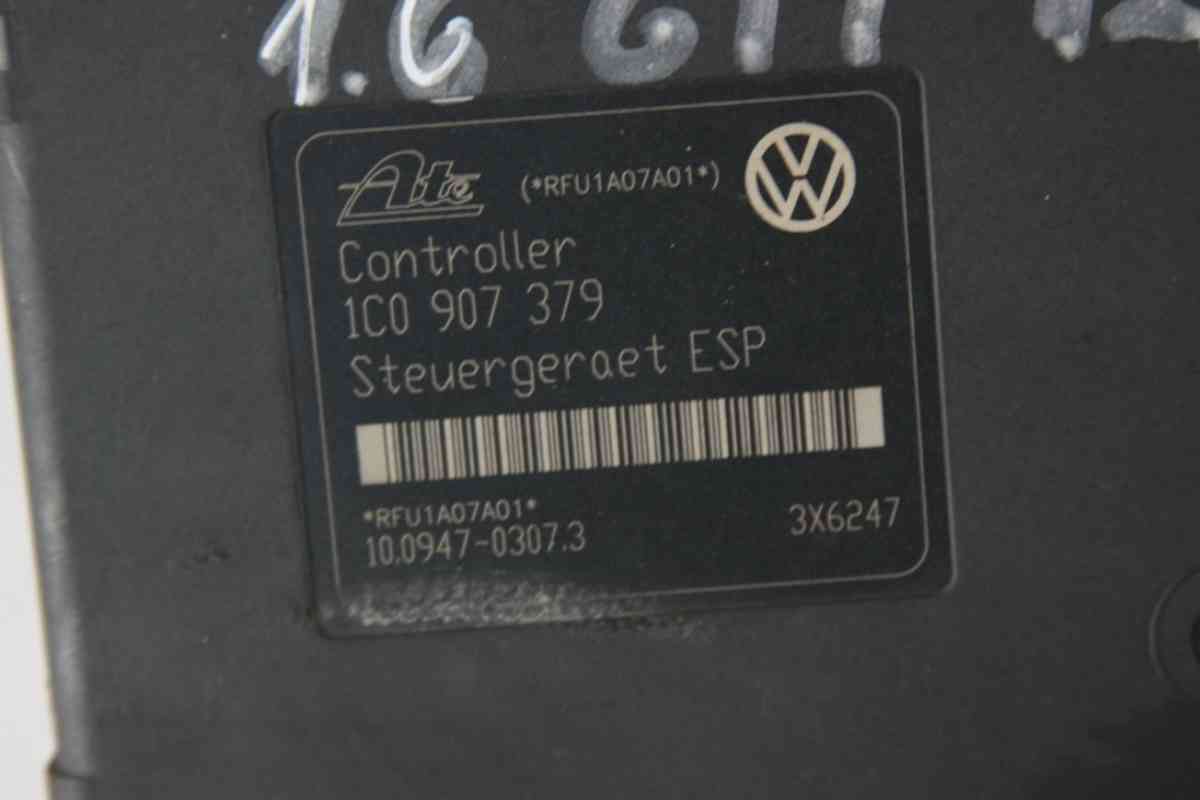 1.6
Ate (*RFU1A07A01*)
Controller
1C0 907 379
Steuergeraet ESP
*RFU1A07A01*
10.0947-0307.3 3X6247